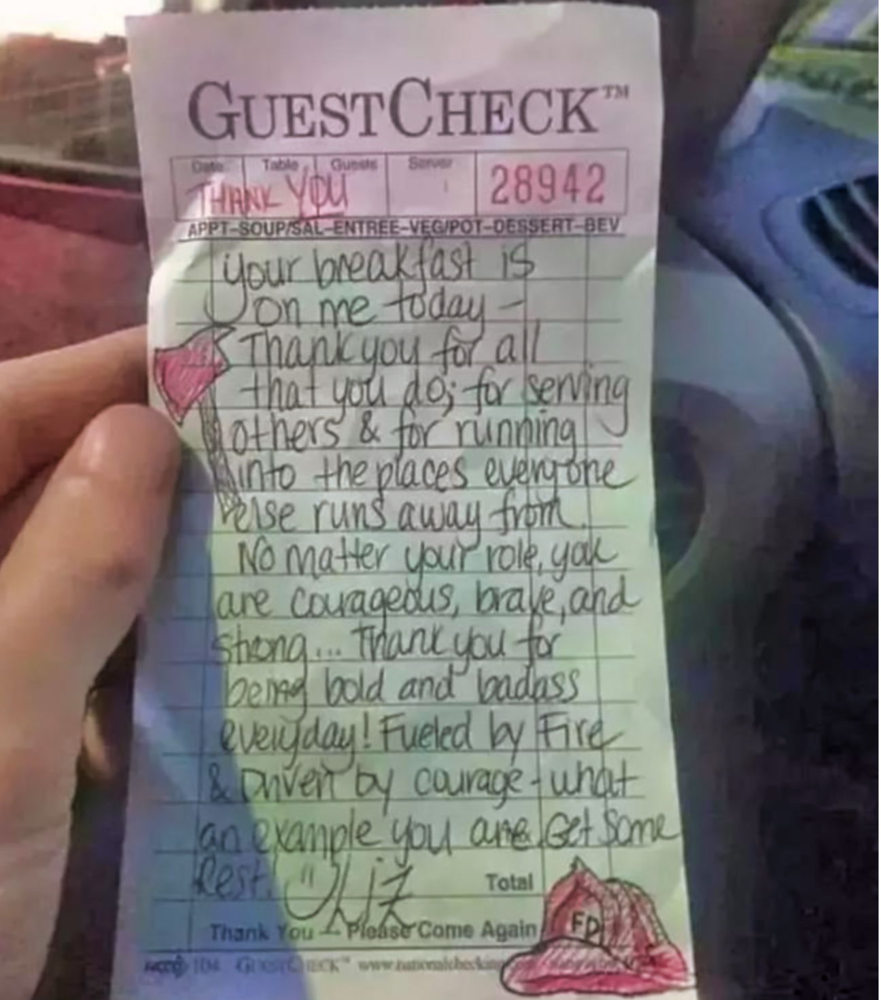 GUESTCHECK™
Date Table Guests Server 28942
THANK YOU
APPT-SOUP/SAL-ENTREE-VEG/POT-DESSERT-BEV
your breakfast is
on me today -
Thank you for all
that you do; for serving
others & for running
into the places everyone
else runs away from.
No matter your role, you
are courageous, brave, and
strong... Thank you for
being bold and badass
everyday! Fueled by Fire
& Driven by courage - what
an example you are. Get Some
Rest! Liz
Total
Thank You — Please Come Again
FD
104 GUESTCHECK™ www.nationalchecking